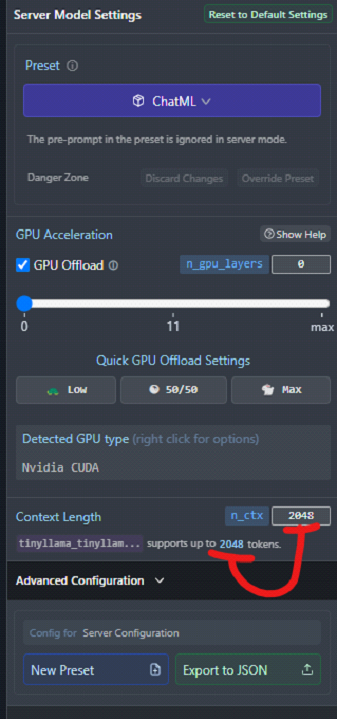 Server Model Settings Reset to Default Settings
Preset
ChatML
The pre-prompt in the preset is ignored in server mode.
Danger Zone Discard Changes Override Preset
GPU Acceleration Show Help
GPU Offload n_gpu_layers 0
0 11 max
Quick GPU Offload Settings
Low 50/50 Max
Detected GPU type (right click for options)
Nvidia CUDA
Context Length n_ctx 2048
tinyllama_tinyllam... supports up to 2048 tokens.
Advanced Configuration
Config for Server Configuration
New Preset Export to JSON